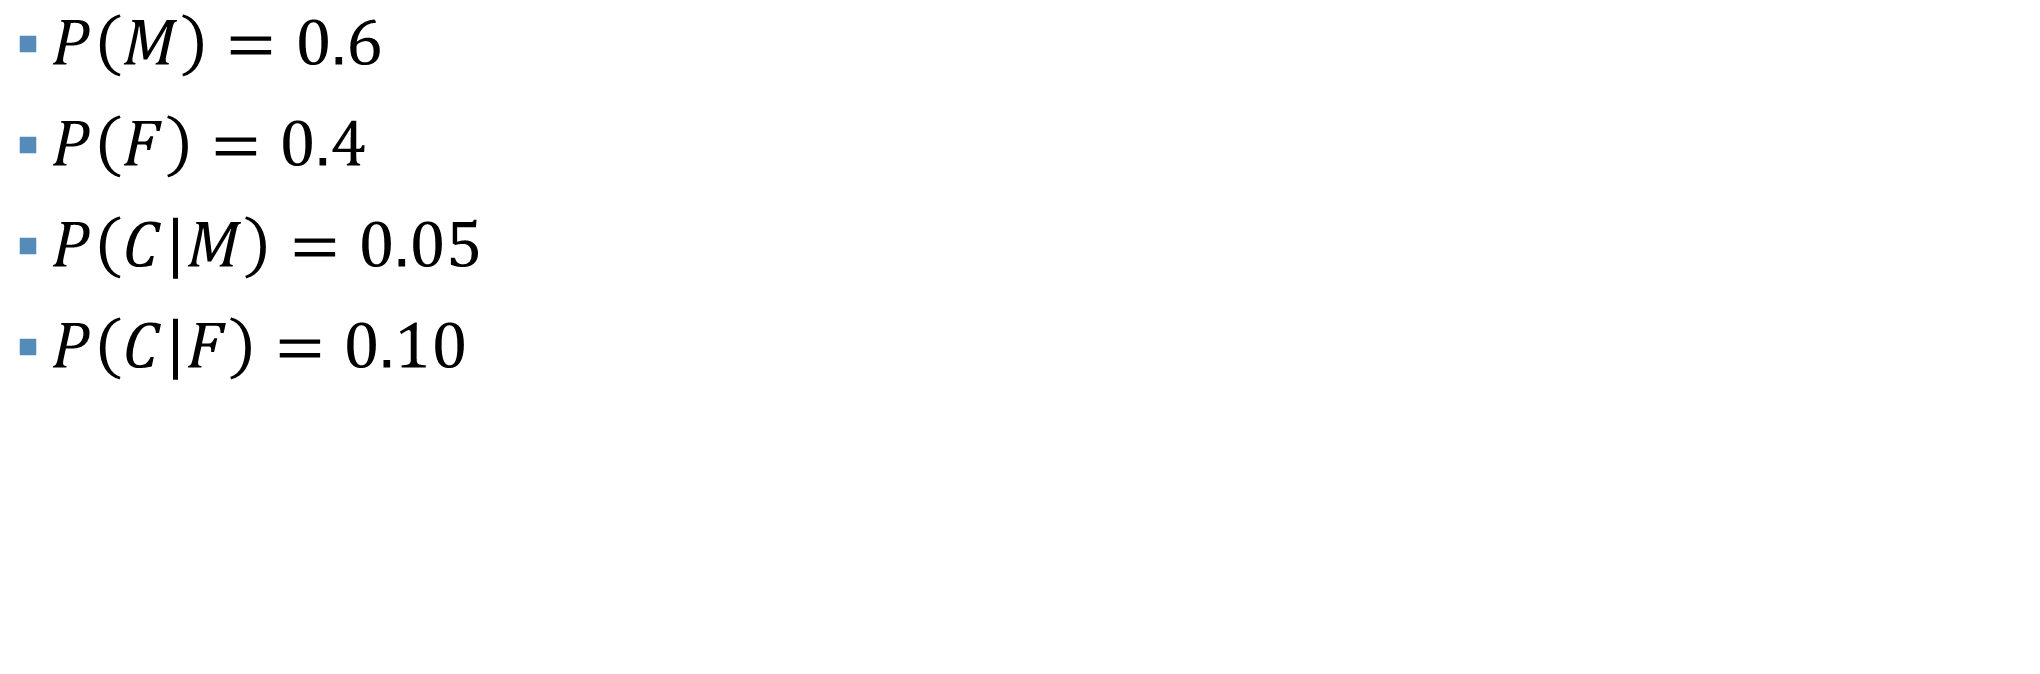 ▪ P(M) = 0.6
▪ P(F) = 0.4
▪ P(C|M) = 0.05
▪ P(C|F) = 0.10